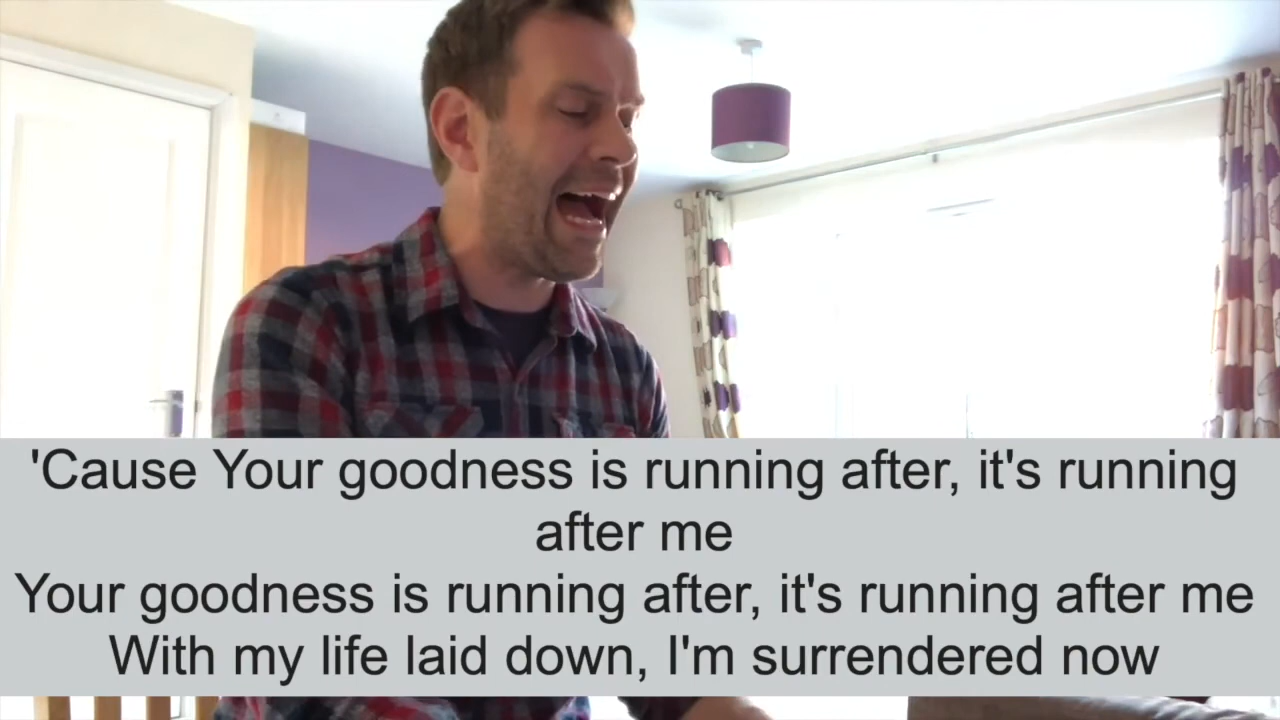 'Cause Your goodness is running after, it's running
after me
Your goodness is running after, it's running after me
With my life laid down, I'm surrendered now